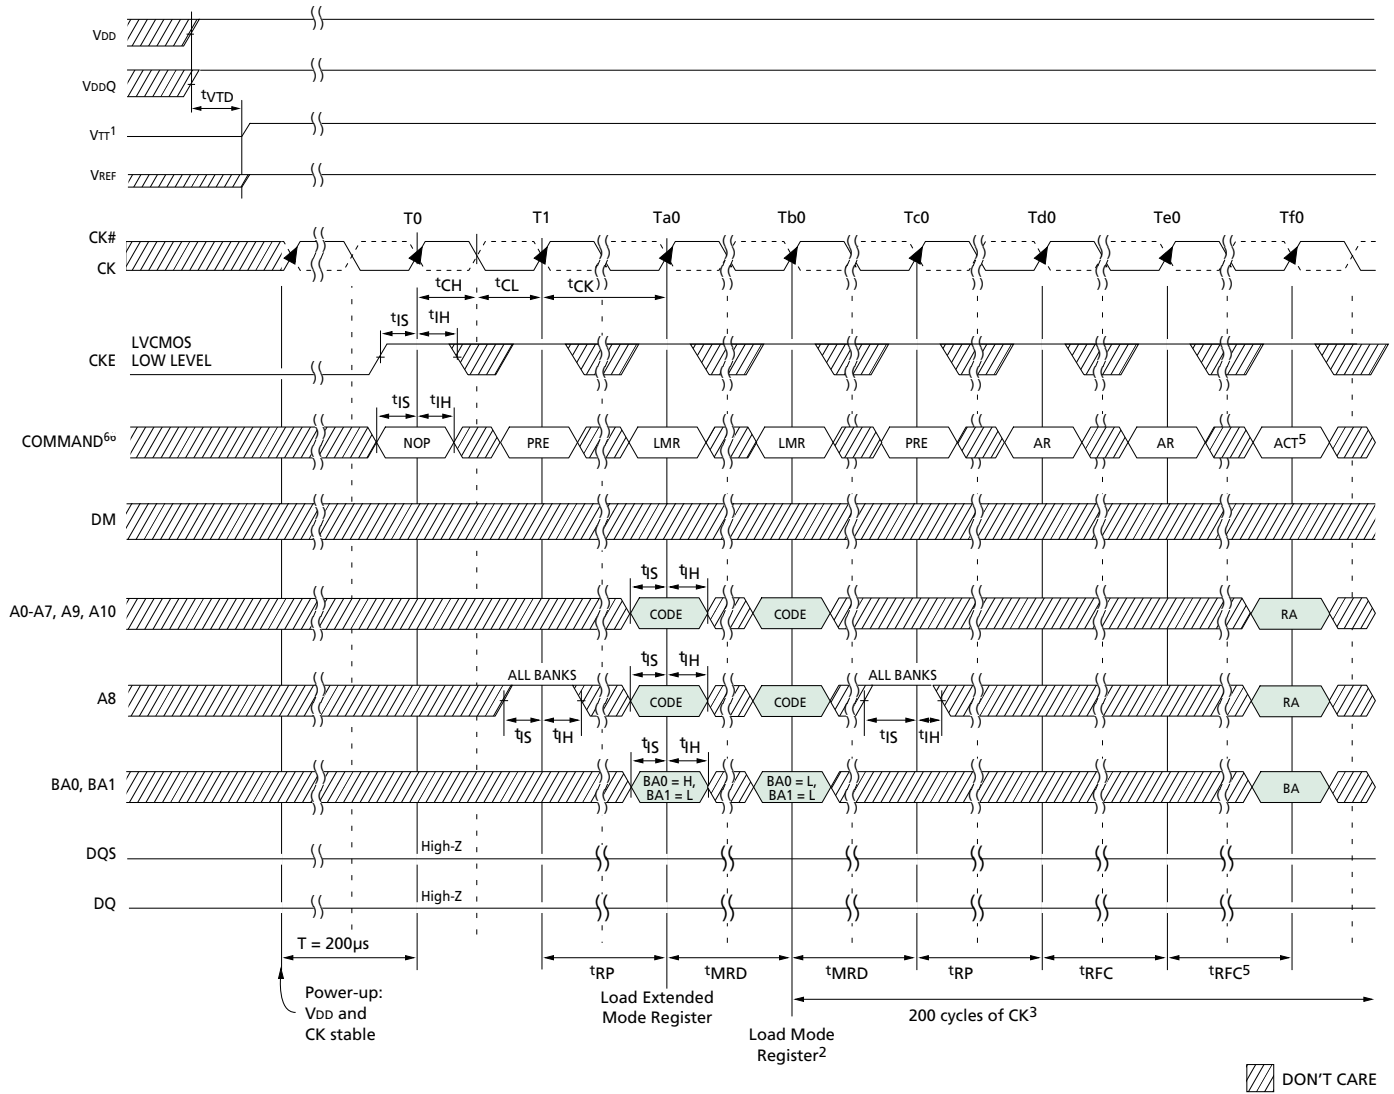 VDD
VDDQ
tVTD
VTT1
VREF
T0 T1 Ta0 Tb0 Tc0 Td0 Te0 Tf0
CK#
CK
tCH tCL tCK
tIS tIH
LVCMOS
LOW LEVEL
CKE
tIS tIH
COMMAND6
NOP PRE LMR LMR PRE AR AR ACT5
DM
tIS tIH
A0-A7, A9, A10
CODE CODE RA
tIS tIH
ALL BANKS ALL BANKS
A8
CODE CODE RA
tIS tIH tIS tIH
tIS tIH
BA0, BA1
BA0 = H,
BA1 = L
BA0 = L,
BA1 = L
BA
DQS
High-Z
DQ
High-Z
T = 200µs
tRP tMRD tMRD tRP tRFC tRFC5
Power-up:
VDD and
CK stable
Load Extended
Mode Register
200 cycles of CK3
Load Mode
Register2
DON'T CARE